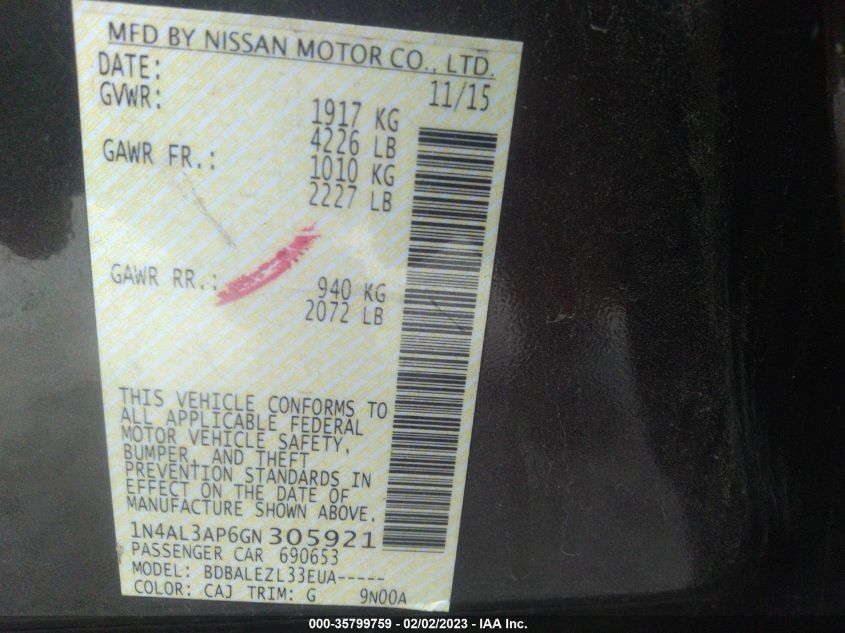 MFD BY NISSAN MOTOR CO., LTD.
DATE: 11/15
GVWR: 1917 KG
4226 LB
GAWR FR.: 1010 KG
2227 LB
GAWR RR.: 940 KG
2072 LB
THIS VEHICLE CONFORMS TO
ALL APPLICABLE FEDERAL
MOTOR VEHICLE SAFETY,
BUMPER, AND THEFT
PREVENTION STANDARDS IN
EFFECT ON THE DATE OF
MANUFACTURE SHOWN ABOVE.
1N4AL3AP6GN 305921
PASSENGER CAR 690653
MODEL: BDBALEZL33EUA-----
COLOR: CAJ TRIM: G 9N00A
000-35799759 - 02/02/2023 - IAA Inc.